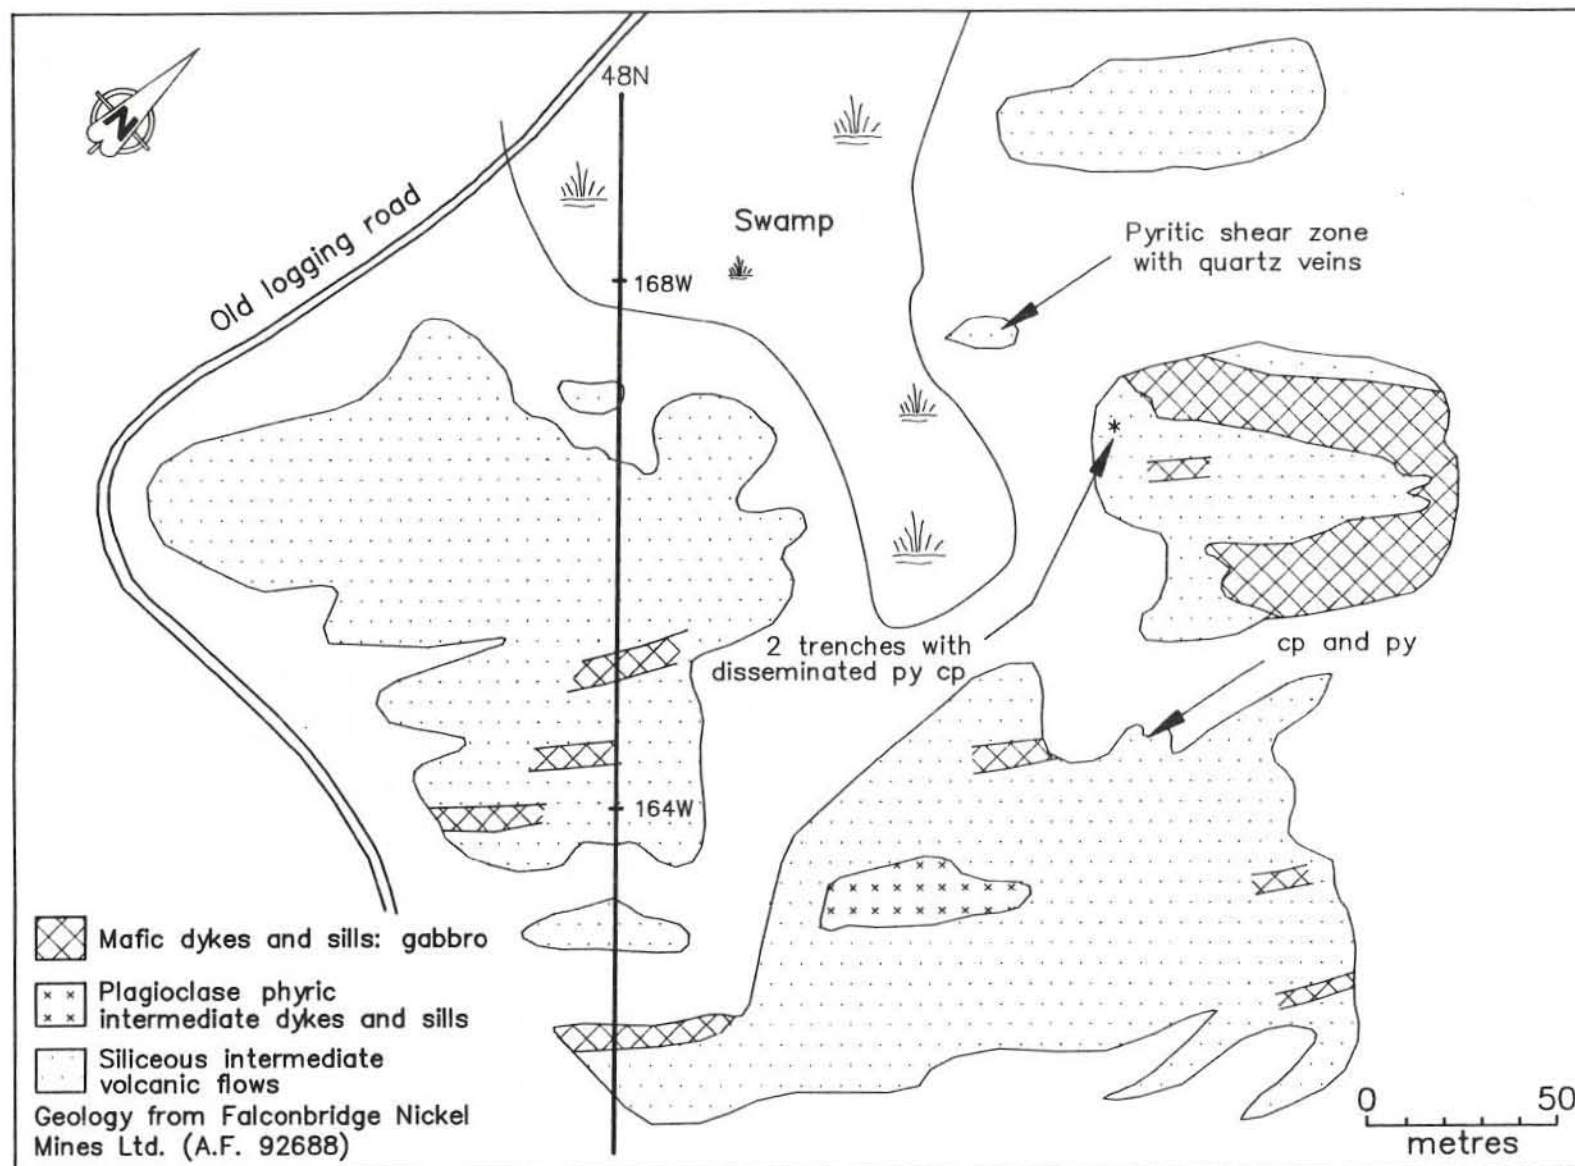 48N
N
Old logging road
Swamp
168W
Pyritic shear zone
with quartz veins
*
2 trenches with
disseminated py cp
cp and py
164W
Mafic dykes and sills: gabbro
Plagioclase phyric
intermediate dykes and sills
Siliceous intermediate
volcanic flows
Geology from Falconbridge Nickel
Mines Ltd. (A.F. 92688)
0 50
metres